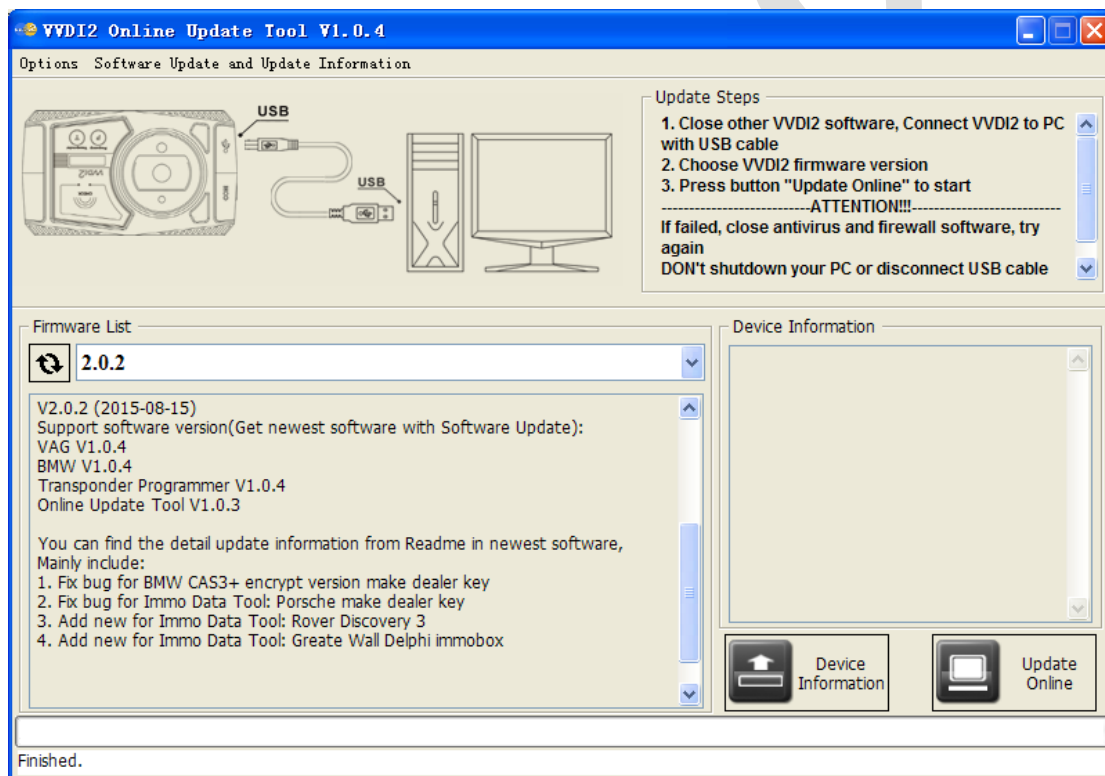 VVDI2 Online Update Tool V1.0.4
Options Software Update and Update Information
USB
USB
VVDI2
Update Steps
1. Close other VVDI2 software, Connect VVDI2 to PC
with USB cable
2. Choose VVDI2 firmware version
3. Press button "Update Online" to start
---------------------------ATTENTION!!!---------------------------
If failed, close antivirus and firewall software, try
again
DON't shutdown your PC or disconnect USB cable
Firmware List
2.0.2
V2.0.2 (2015-08-15)
Support software version(Get newest software with Software Update):
VAG V1.0.4
BMW V1.0.4
Transponder Programmer V1.0.4
Online Update Tool V1.0.3
You can find the detail update information from Readme in newest software,
Mainly include:
1. Fix bug for BMW CAS3+ encrypt version make dealer key
2. Fix bug for Immo Data Tool: Porsche make dealer key
3. Add new for Immo Data Tool: Rover Discovery 3
4. Add new for Immo Data Tool: Greate Wall Delphi immobox
Device Information
Device
Information
Update
Online
Finished.